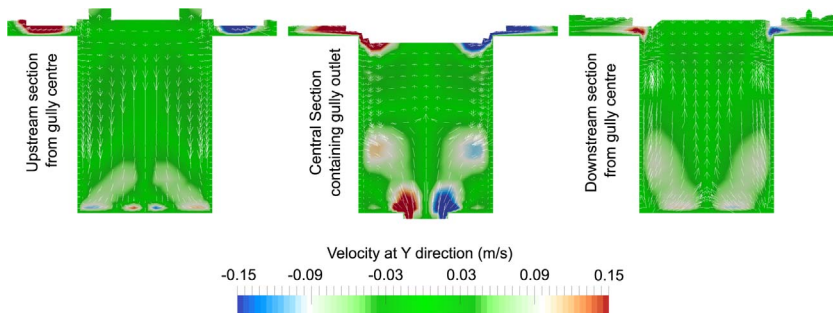 Upstream section
from gully centre
Central Section
containing gully outlet
Downstream section
from gully centre
Velocity at Y direction (m/s)
-0.15 -0.09 -0.03 0.03 0.09 0.15